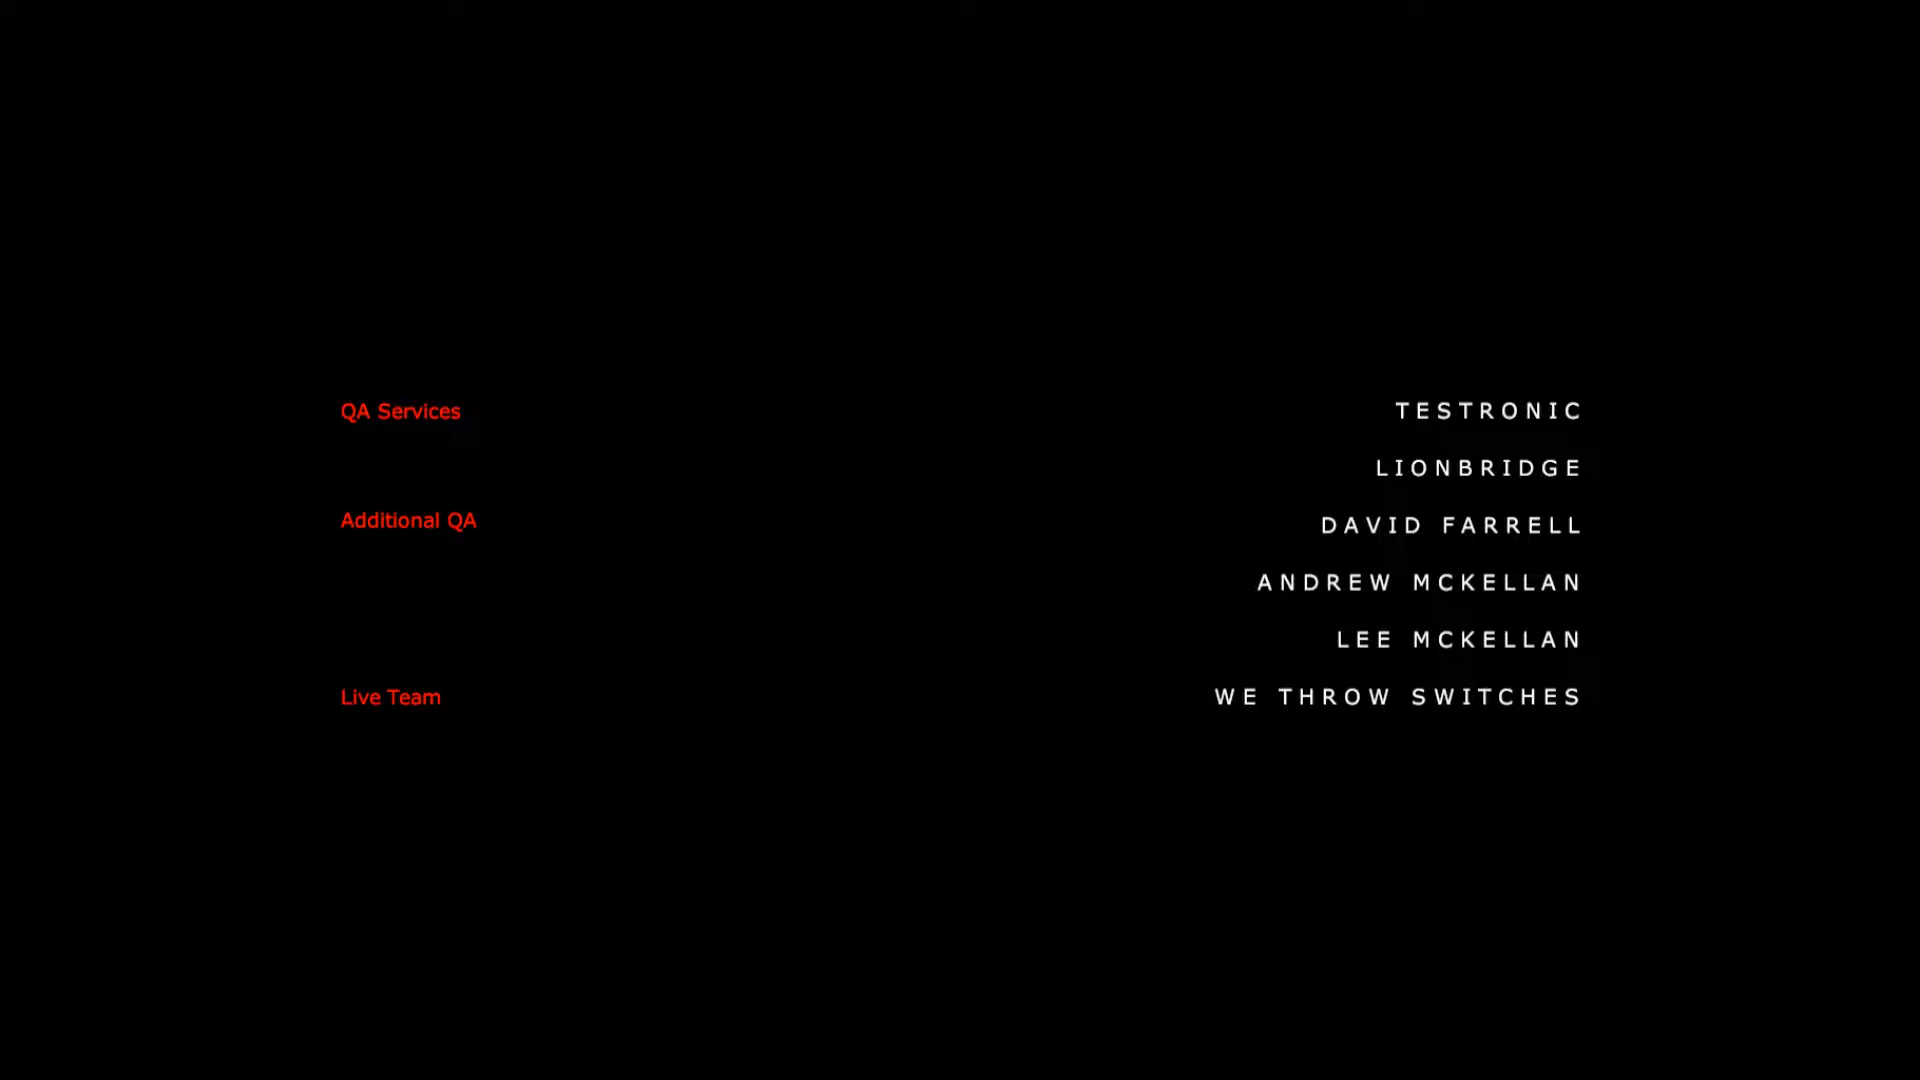 QA Services TESTRONIC
LIONBRIDGE
Additional QA DAVID FARRELL
ANDREW MCKELLAN
LEE MCKELLAN
Live Team WE THROW SWITCHES